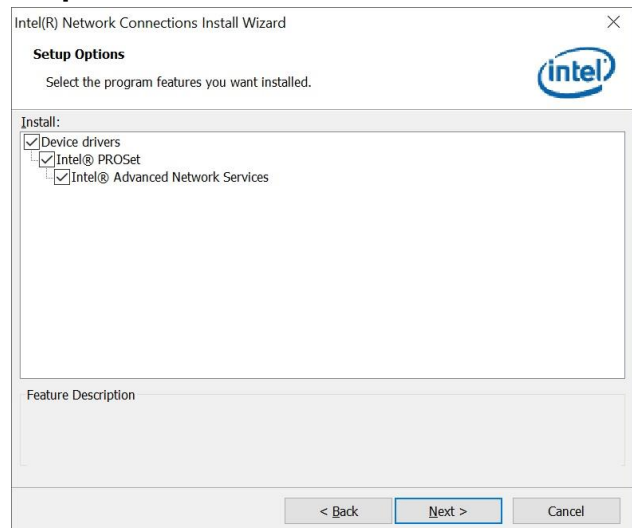 Intel(R) Network Connections Install Wizard
Setup Options
Select the program features you want installed.
intel
Install:
Device drivers
Intel® PROSet
Intel® Advanced Network Services
Feature Description
< Back
Next >
Cancel